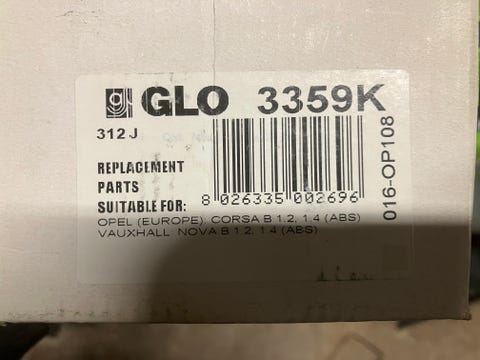 GLO 3359K
312 J
REPLACEMENT
PARTS
SUITABLE FOR:
8 026335 002696
016-OP108
OPEL (EUROPE): CORSA B 1.2, 1.4 (ABS)
VAUXHALL: NOVA B 1.2, 1.4 (ABS)